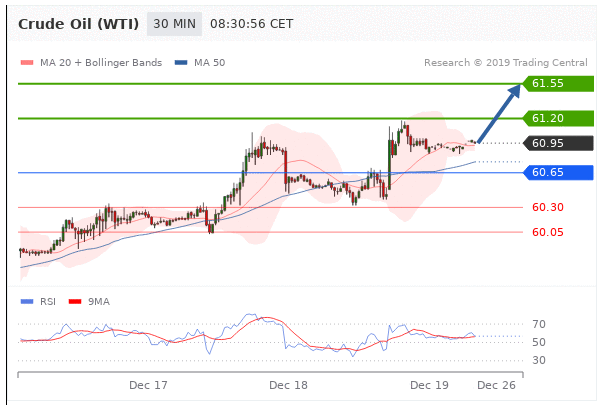 Crude Oil (WTI) 30 MIN 08:30:56 CET
MA 20 + Bollinger Bands MA 50 Research © 2019 Trading Central
61.55
61.20
60.95
60.65
60.30
60.05
RSI 9MA
70
50
30
Dec 17 Dec 18 Dec 19 Dec 26